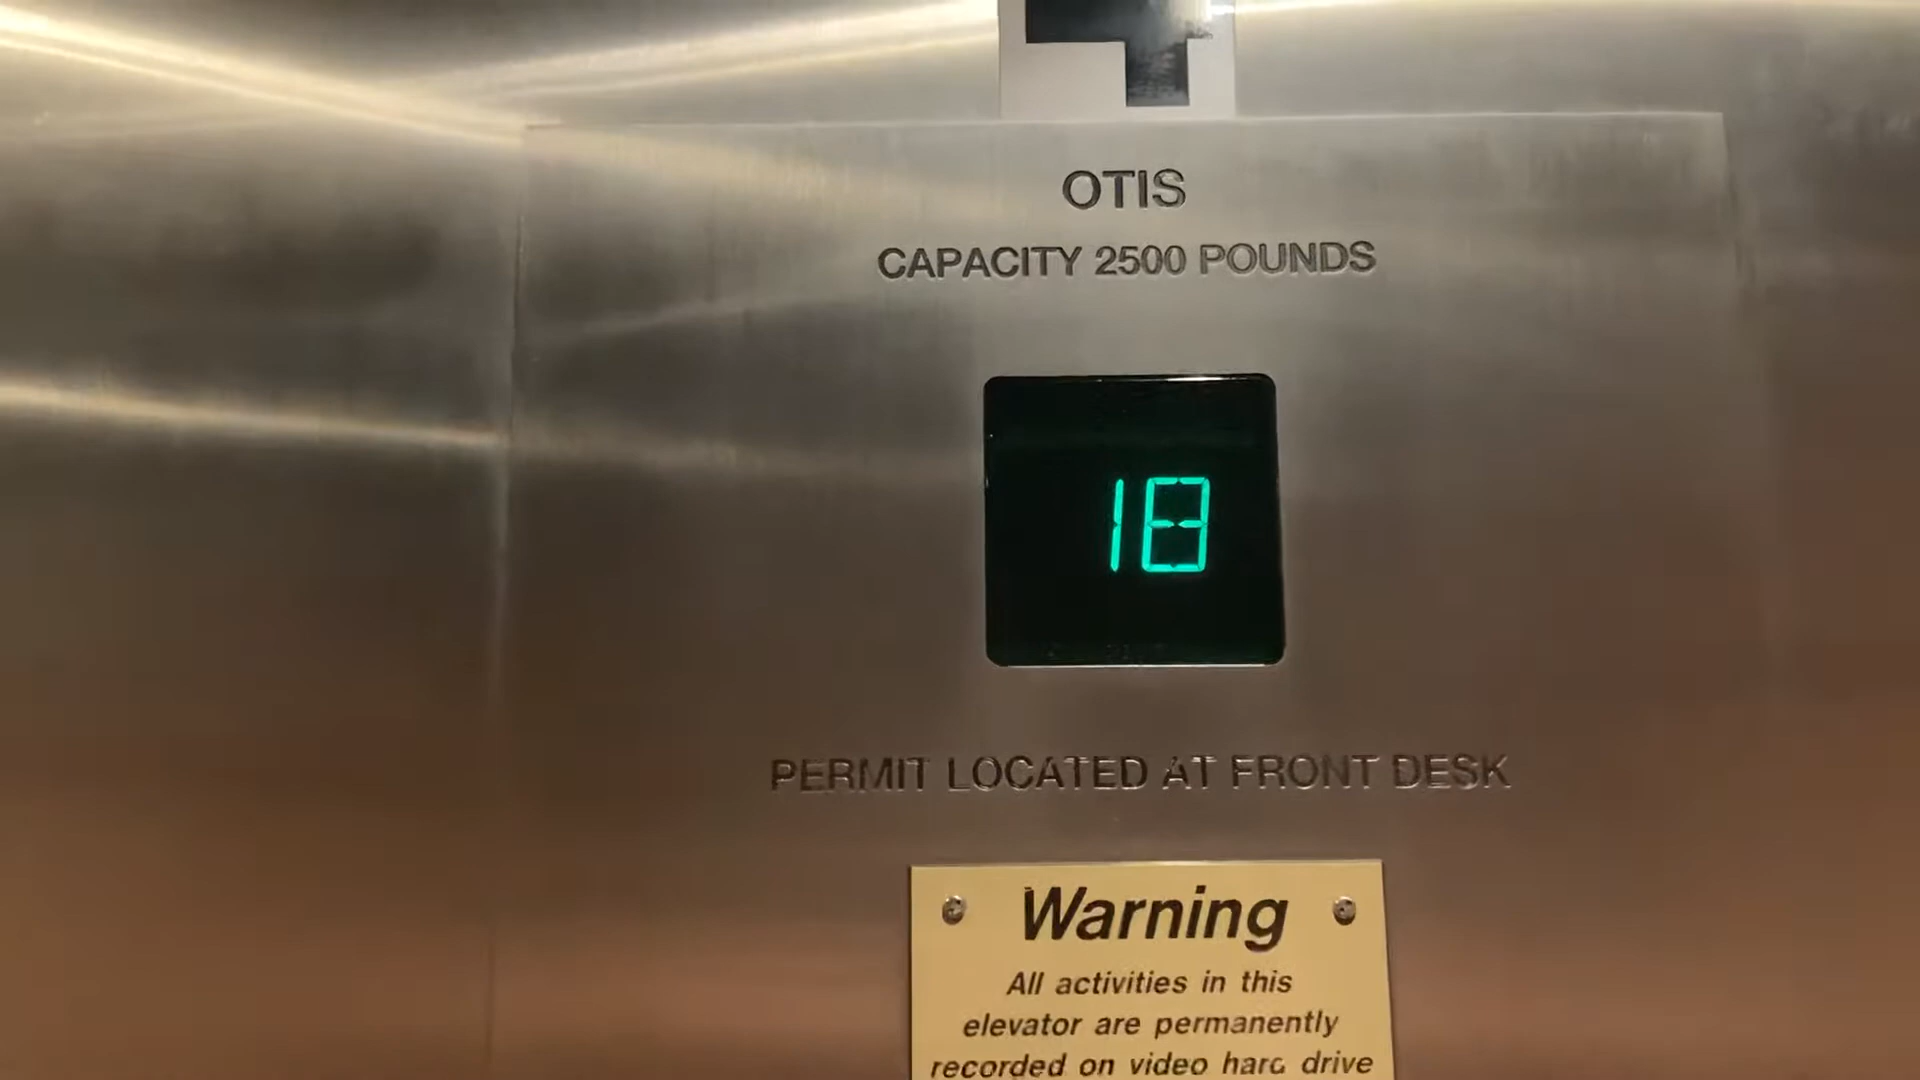 OTIS
CAPACITY 2500 POUNDS
18
PERMIT LOCATED AT FRONT DESK
Warning
All activities in this
elevator are permanently
recorded on video hard drive